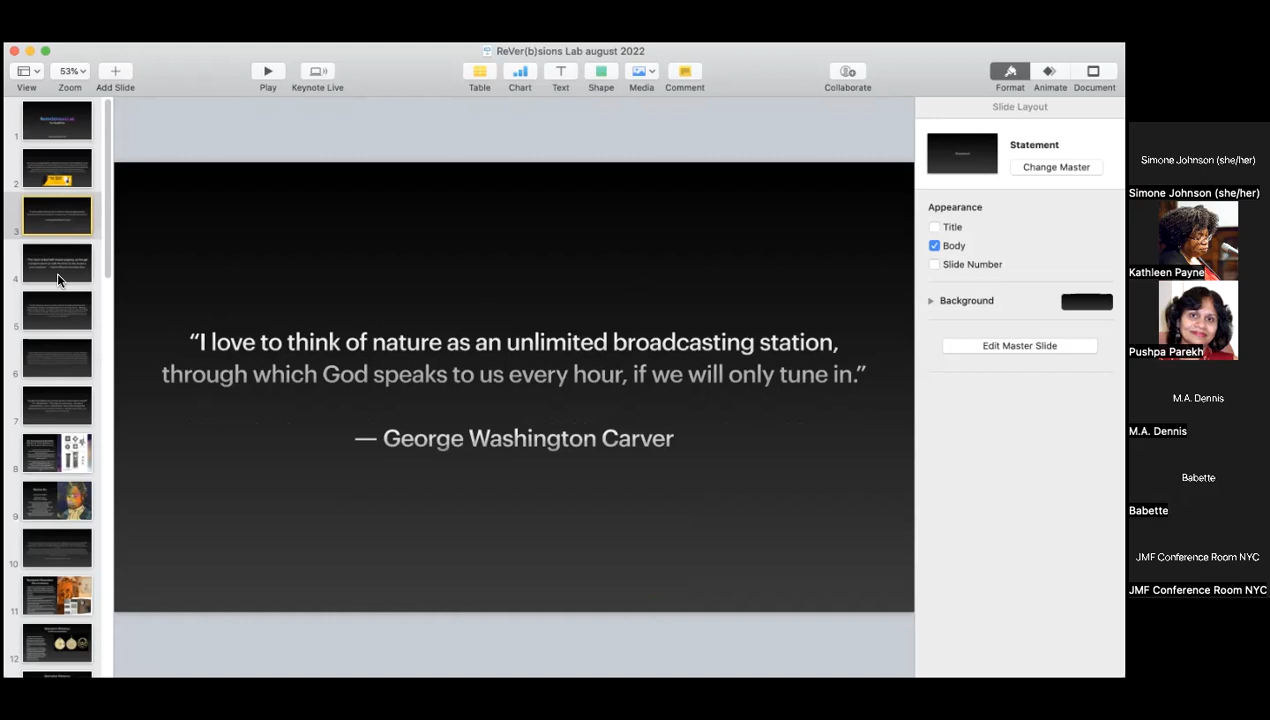 ReVer(b)sions Lab august 2022
53%
View
Zoom
Add Slide
Play
Keynote Live
Table
Chart
Text
Shape
Media
Comment
Collaborate
Format
Animate
Document
1
2
3
4
5
6
7
8
9
10
11
12
“I love to think of nature as an unlimited broadcasting station,
through which God speaks to us every hour, if we will only tune in.”
— George Washington Carver
Slide Layout
Statement
Change Master
Appearance
Title
Body
Slide Number
Background
Edit Master Slide
Simone Johnson (she/her)
Simone Johnson (she/her)
Kathleen Payne
Pushpa Parekh
M.A. Dennis
M.A. Dennis
Babette
Babette
JMF Conference Room NYC
JMF Conference Room NYC